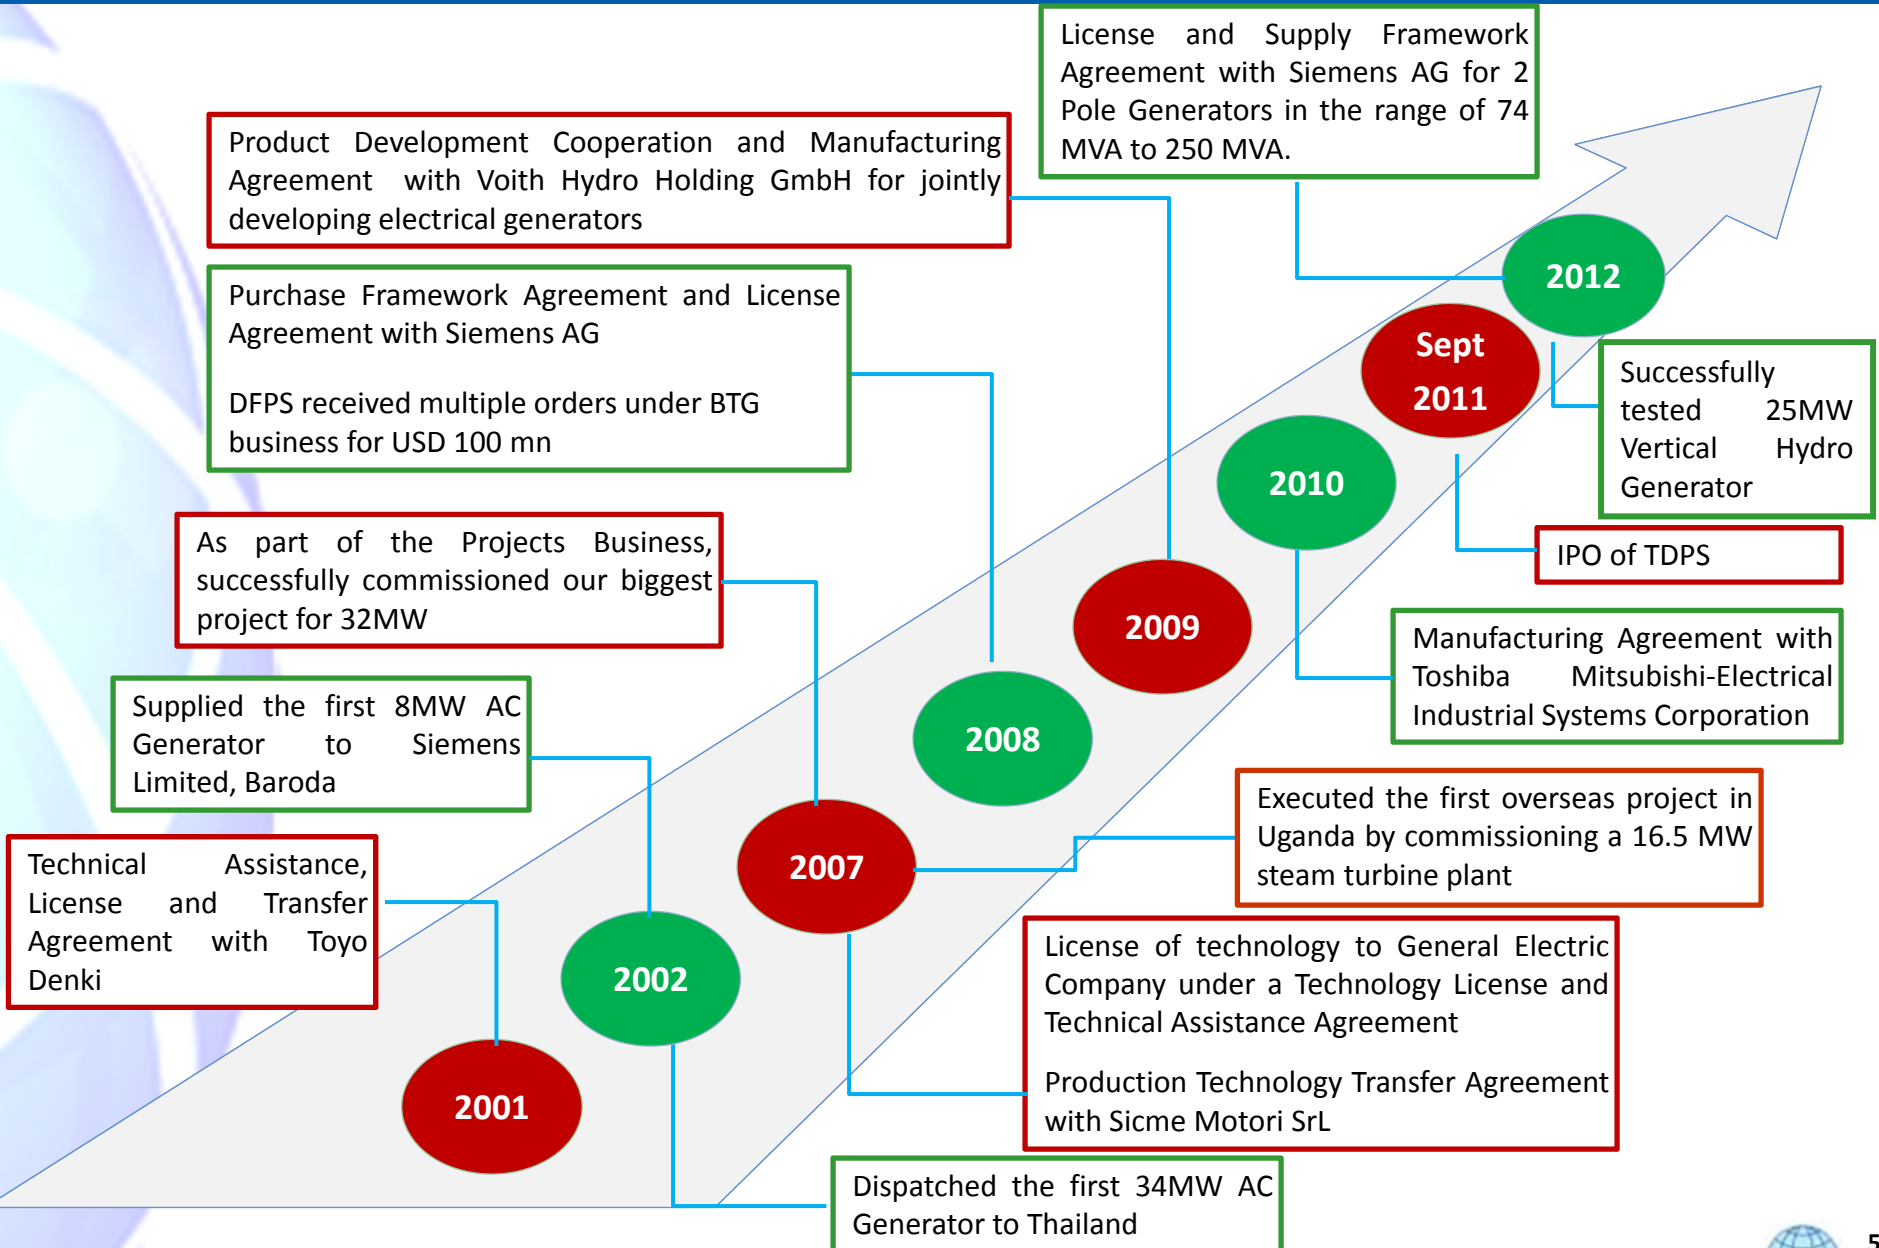 License and Supply Framework
Agreement with Siemens AG for 2
Pole Generators in the range of 74
MVA to 250 MVA.
Product Development Cooperation and Manufacturing
Agreement with Voith Hydro Holding GmbH for jointly
developing electrical generators
Purchase Framework Agreement and License
Agreement with Siemens AG
DFPS received multiple orders under BTG
business for USD 100 mn
2012
Sept
2011
Successfully
tested 25MW
Vertical Hydro
Generator
2010
IPO of TDPS
As part of the Projects Business,
successfully commissioned our biggest
project for 32MW
2009
Manufacturing Agreement with
Toshiba Mitsubishi-Electrical
Industrial Systems Corporation
Supplied the first 8MW AC
Generator to Siemens
Limited, Baroda
2008
Executed the first overseas project in
Uganda by commissioning a 16.5 MW
steam turbine plant
Technical Assistance,
License and Transfer
Agreement with Toyo
Denki
2007
License of technology to General Electric
Company under a Technology License and
Technical Assistance Agreement
Production Technology Transfer Agreement
with Sicme Motori SrL
2002
2001
Dispatched the first 34MW AC
Generator to Thailand
5